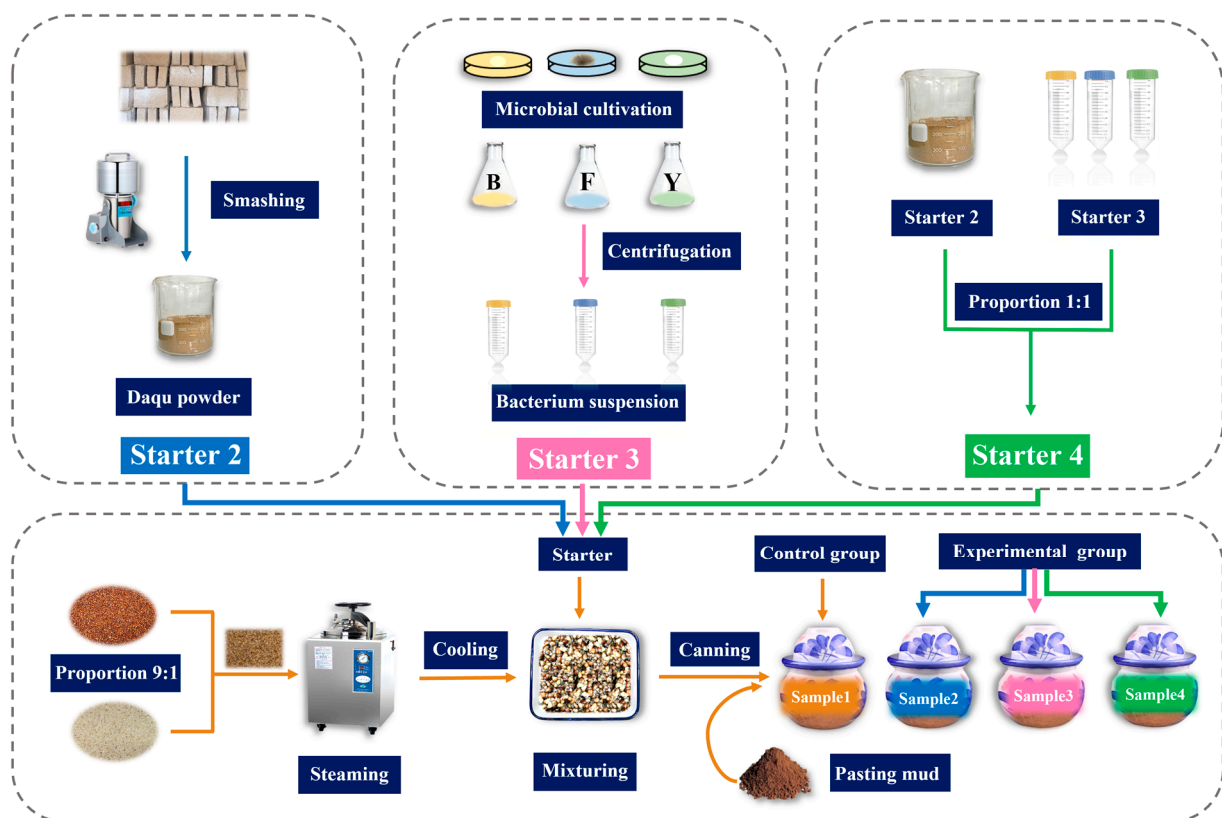 Smashing
Daqu powder
Starter 2
Microbial cultivation
B
F
Y
Centrifugation
Bacterium suspension
Starter 3
Starter 2
Starter 3
Proportion 1:1
Starter 4
Starter
Control group
Experimental group
Proportion 9:1
Cooling
Canning
Sample1
Sample2
Sample3
Sample4
Steaming
Mixturing
Pasting mud